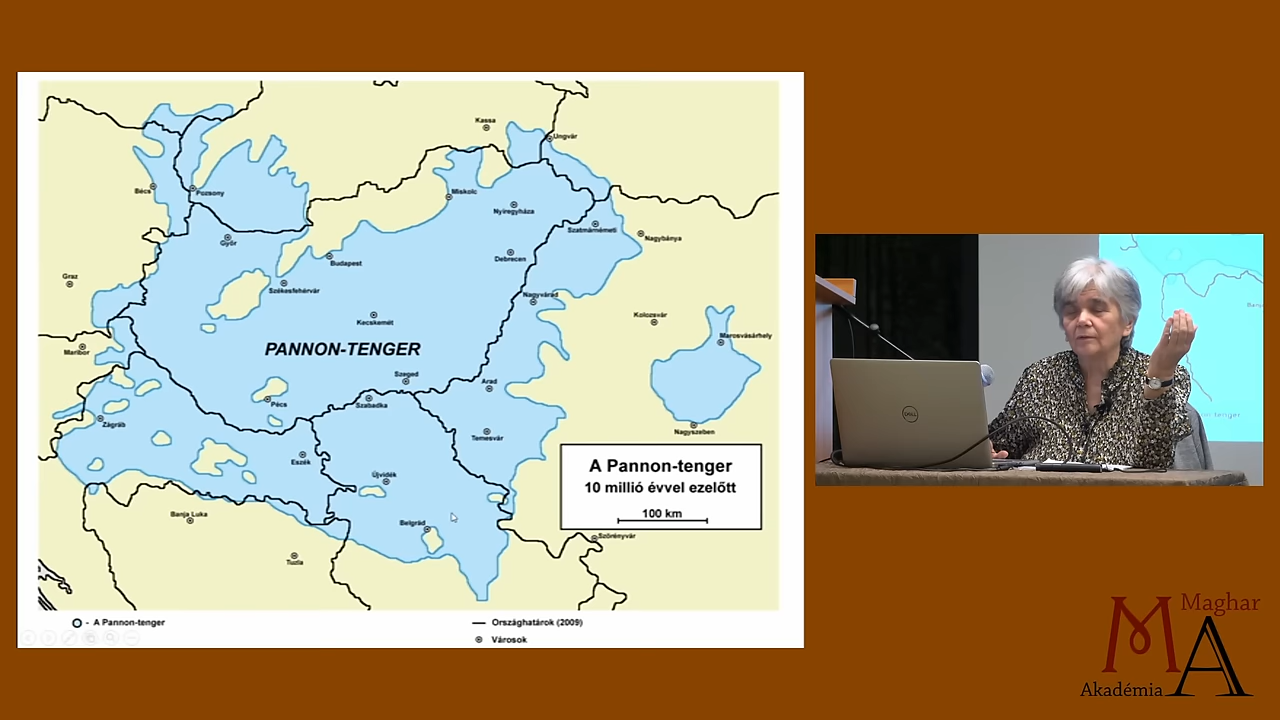 Kassa
Ungvár
Bécs
Pozsony
Miskolc
Nyíregyháza
Szatmárnémeti
Nagybánya
Győr
Budapest
Debrecen
Graz
Székesfehérvár
Nagyvárad
Kecskemét
Kolozsvár
Marosvásárhely
PANNON-TENGER
Maribor
Szeged
Arad
Pécs
Szabadka
Zágráb
Temesvár
Nagyszeben
Eszék
Újvidék
Banja Luka
Belgrád
Tuzla
Szörényvár
A Pannon-tenger
10 millió évvel ezelőtt
100 km
- A Pannon-tenger
Országhatárok (2009)
Városok
DELL
tenger
Maghar
MA
Akadémia